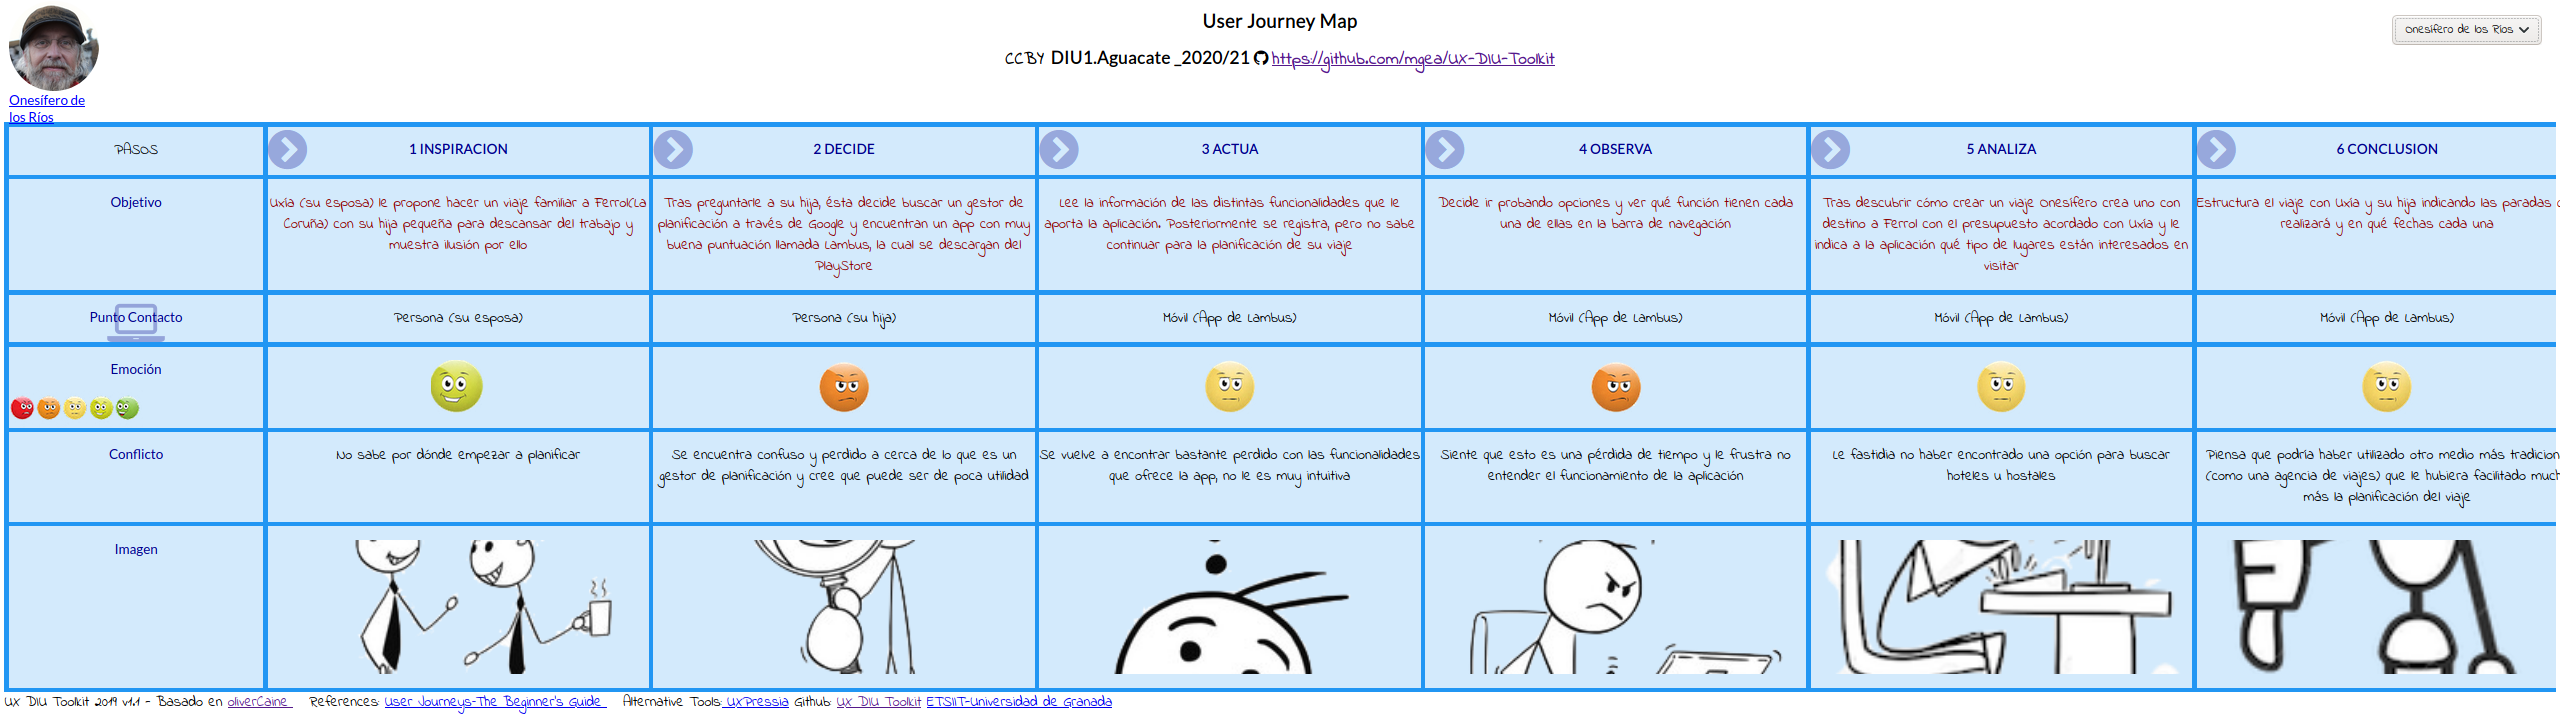 User Journey Map
Onesífero de los Ríos
CCBY DIU1.Aguacate _2020/21 https://github.com/mgea/UX-DIU-Toolkit
Onesífero de
los Ríos
PASOS
1 INSPIRACION
2 DECIDE
3 ACTUA
4 OBSERVA
5 ANALIZA
6 CONCLUSION
Objetivo
Uxía (su esposa) le propone hacer un viaje familiar a Ferrol(La
Coruña) con su hija pequeña para descansar del trabajo y
muestra ilusión por ello
Tras preguntarle a su hija, ésta decide buscar un gestor de
planificación a través de Google y encuentran un app con muy
buena puntuación llamada Lambus, la cual se descargan del
PlayStore
Lee la información de las distintas funcionalidades que le
aporta la aplicación. Posteriormente se registra, pero no sabe
continuar para la planificación de su viaje
Decide ir probando opciones y ver qué función tienen cada
una de ellas en la barra de navegación
Tras descubrir cómo crear un viaje Onesífero crea uno con
destino a Ferrol con el presupuesto acordado con Uxía y le
indica a la aplicación qué tipo de lugares están interesados en
visitar
Estructura el viaje con Uxía y su hija indicando las paradas
realizará y en qué fechas cada una
Punto Contacto
Persona (su esposa)
Persona (su hija)
Móvil (App de Lambus)
Móvil (App de Lambus)
Móvil (App de Lambus)
Móvil (App de Lambus)
Emoción
Conflicto
No sabe por dónde empezar a planificar
Se encuentra confuso y perdido a cerca de lo que es un
gestor de planificación y cree que puede ser de poca utilidad
Se vuelve a encontrar bastante perdido con las funcionalidades
que ofrece la app, no le es muy intuitiva
Siente que esto es una pérdida de tiempo y le frustra no
entender el funcionamiento de la aplicación
Le fastidia no haber encontrado una opción para buscar
hoteles u hostales
Piensa que podría haber utilizado otro medio más tradicion
(como una agencia de viajes) que le hubiera facilitado much
más la planificación del viaje
Imagen
UX DIU Toolkit 2019 v1.1 - Basado en oliverCaine References: User Journeys-The Beginner's Guide Alternative Tools: UXPressia Github: UX DIU Toolkit ETSIIT-Universidad de Granada